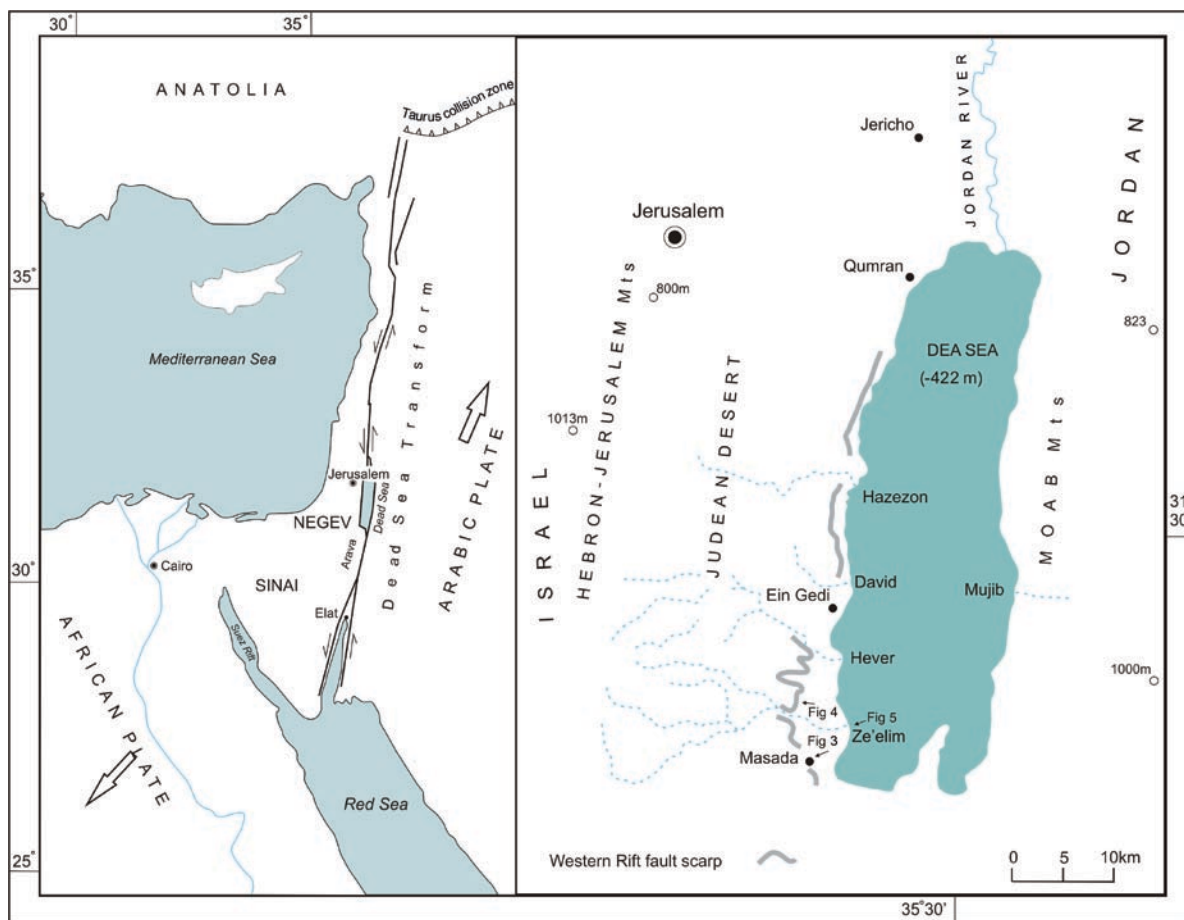 30°
35°
ANATOLIA
Taurus collision zone
35°
Mediterranean Sea
Dead Sea Transform
ARABIC PLATE
Jerusalem
Dead Sea
NEGEV
Arava
Cairo
30°
SINAI
Elat
Suez Rift
AFRICAN PLATE
Red Sea
25°
JORDAN RIVER
JORDAN
Jericho
Jerusalem
Qumran
800m
823
DEA SEA
(-422 m)
HEBRON-JERUSALEM Mts
JUDEAN DESERT
MOAB Mts
1013m
ISRAEL
Hazezon
31
30
David
Ein Gedi
Mujib
Hever
1000m
Fig 4
Fig 5
Ze'elim
Fig 3
Masada
Western Rift fault scarp
0 5 10km
35°30'